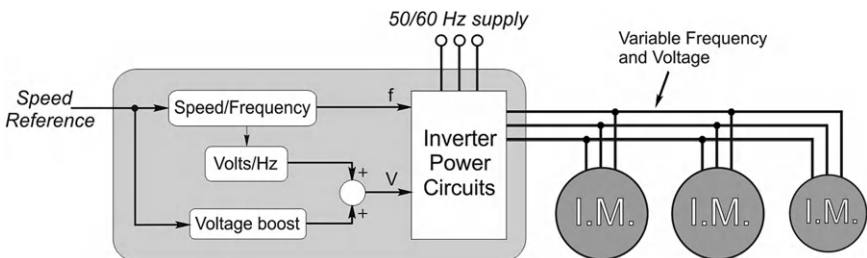 50/60 Hz supply
Variable Frequency
and Voltage
Speed
Reference
Speed/Frequency
f
Volts/Hz
+
V
+
Voltage boost
Inverter
Power
Circuits
I.M.
I.M.
I.M.